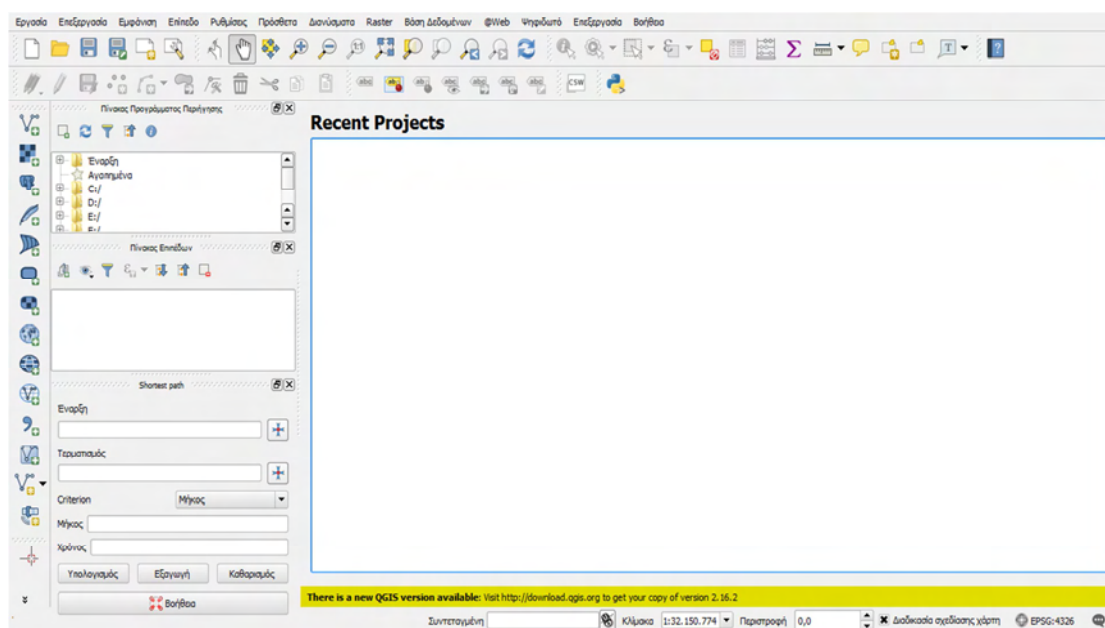 Εργασία Επεξεργασία Εμφάνιση Επίπεδο Ρυθμίσεις Πρόσθετα Διανύσματα Raster Βάση Δεδομένων @Web Ψηφιδωτό Επεξεργασία Βοήθεια
Πίνακας Προγράμματος Περιήγησης
Recent Projects
Έναρξη
Αγαπημένα
C:/
D:/
E:/
F:/
Πίνακας Επιπέδων
Shortest path
Έναρξη
Τερματισμός
Criterion Μήκος
Μήκος
Χρόνος
Υπολογισμός Εξαγωγή Καθαρισμός
Βοήθεια
There is a new QGIS version available: Visit http://download.qgis.org to get your copy of version 2.16.2
Συντεταγμένη Κλίμακα 1:32.150.774 Περιστροφή 0,0 Διαδικασία σχεδίασης χάρτη EPSG:4326